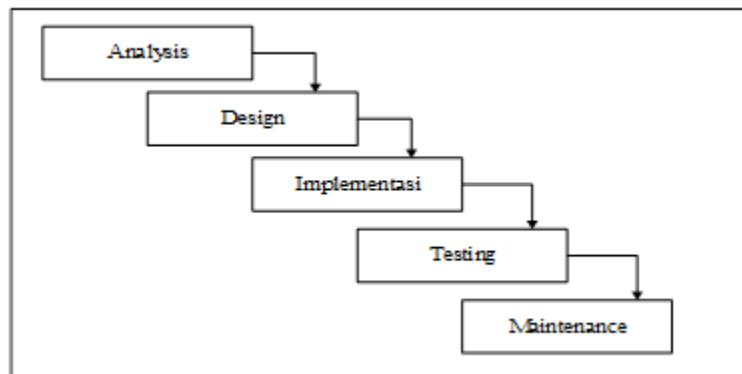 Analysis
Design
Implementasi
Testing
Maintenance